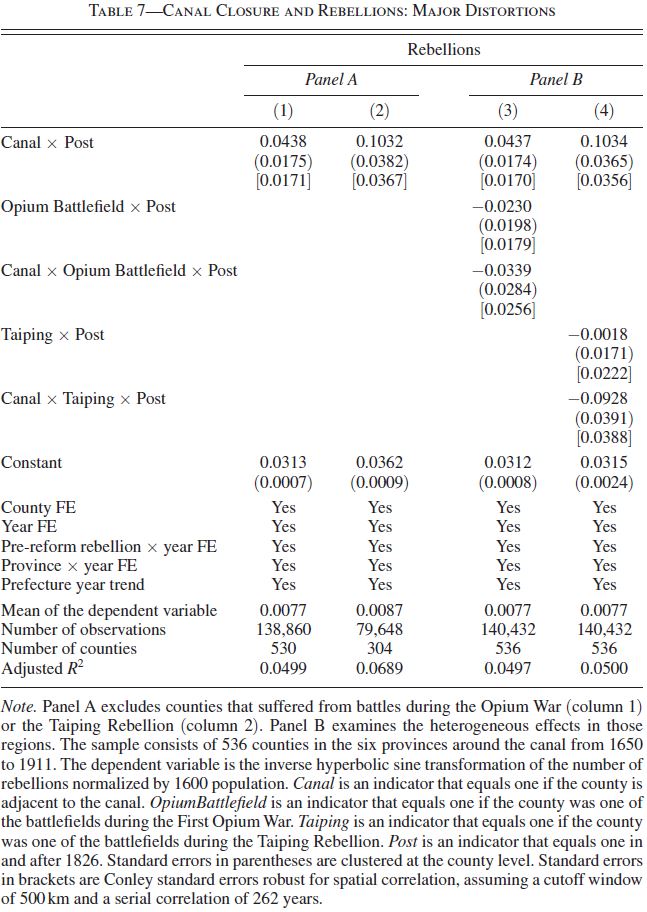 TABLE 7—CANAL CLOSURE AND REBELLIONS: MAJOR DISTORTIONS
Rebellions
Panel A Panel B
(1) (2) (3) (4)
Canal × Post 0.0438 0.1032 0.0437 0.1034
(0.0175) (0.0382) (0.0174) (0.0365)
[0.0171] [0.0367] [0.0170] [0.0356]
Opium Battlefield × Post −0.0230
(0.0198)
[0.0179]
Canal × Opium Battlefield × Post −0.0339
(0.0284)
[0.0256]
Taiping × Post −0.0018
(0.0171)
[0.0222]
Canal × Taiping × Post −0.0928
(0.0391)
[0.0388]
Constant 0.0313 0.0362 0.0312 0.0315
(0.0007) (0.0009) (0.0008) (0.0024)
County FE Yes Yes Yes Yes
Year FE Yes Yes Yes Yes
Pre-reform rebellion × year FE Yes Yes Yes Yes
Province × year FE Yes Yes Yes Yes
Prefecture year trend Yes Yes Yes Yes
Mean of the dependent variable 0.0077 0.0087 0.0077 0.0077
Number of observations 138,860 79,648 140,432 140,432
Number of counties 530 304 536 536
Adjusted R² 0.0499 0.0689 0.0497 0.0500
Note. Panel A excludes counties that suffered from battles during the Opium War (column 1)
or the Taiping Rebellion (column 2). Panel B examines the heterogeneous effects in those
regions. The sample consists of 536 counties in the six provinces around the canal from 1650
to 1911. The dependent variable is the inverse hyperbolic sine transformation of the number of
rebellions normalized by 1600 population. Canal is an indicator that equals one if the county is
adjacent to the canal. OpiumBattlefield is an indicator that equals one if the county was one of
the battlefields during the First Opium War. Taiping is an indicator that equals one if the county
was one of the battlefields during the Taiping Rebellion. Post is an indicator that equals one in
and after 1826. Standard errors in parentheses are clustered at the county level. Standard errors
in brackets are Conley standard errors robust for spatial correlation, assuming a cutoff window
of 500 km and a serial correlation of 262 years.